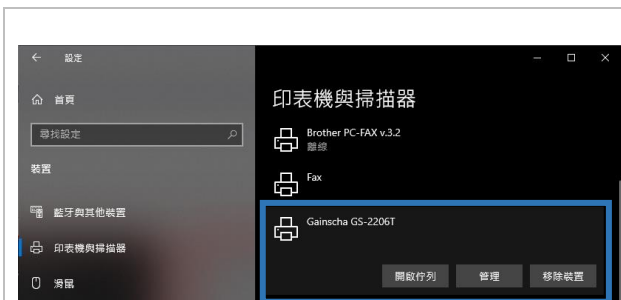 設定
首頁
尋找設定
裝置
藍牙與其他裝置
印表機與掃描器
滑鼠
印表機與掃描器
Brother PC-FAX v.3.2
離線
Fax
Gainscha GS-2206T
開啟佇列
管理
移除裝置